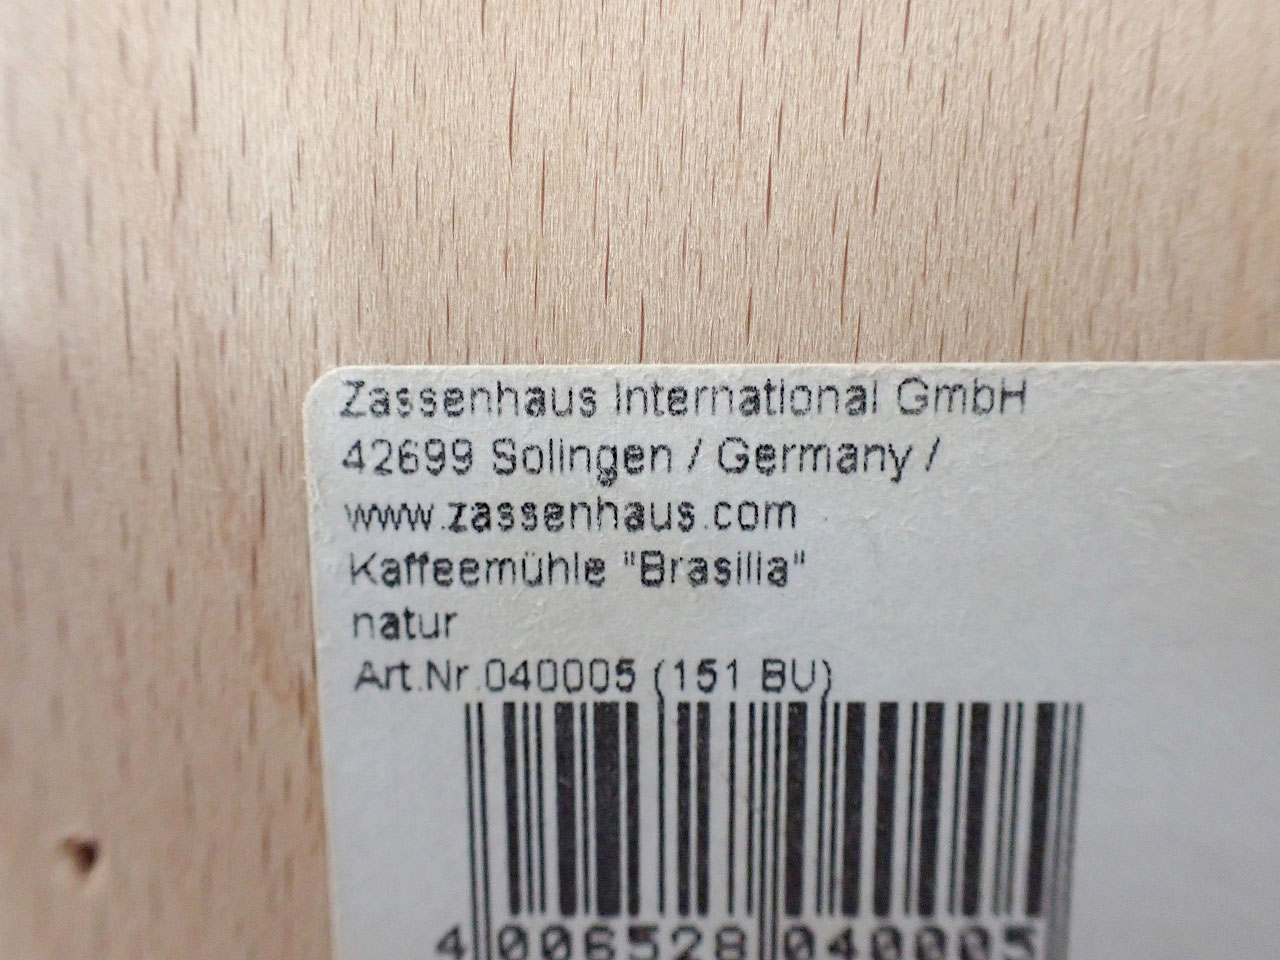 Zassenhaus International GmbH
42699 Solingen / Germany /
www.zassenhaus.com
Kaffeemühle "Brasilia"
natur
Art.Nr.040005 (151 BU)
4 006528 040005